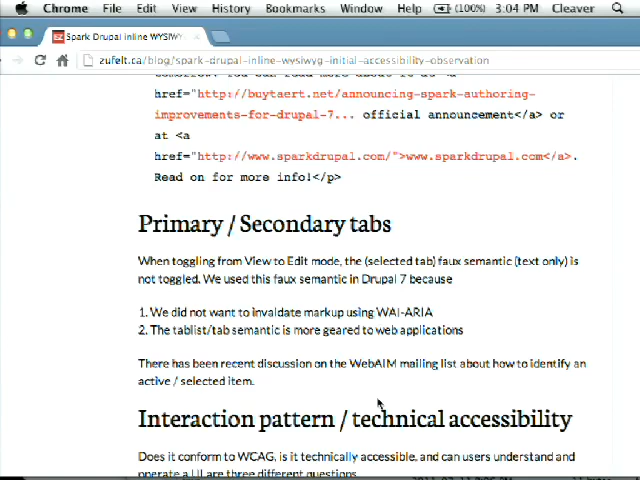 Chrome File Edit View History Bookmarks Window Help (100%) 3:04 PM Cleaver
Spark Drupal inline WYSIWY
zufelt.ca/blog/spark-drupal-inline-wysiwyg-initial-accessibility-observation
href="http://buytaert.net/announcing-spark-authoring-
improvements-for-drupal-7... official announcement</a> or
at <a
href="http://www.sparkdrupal.com/">www.sparkdrupal.com</a>.
Read on for more info!</p>
Primary / Secondary tabs
When toggling from View to Edit mode, the (selected tab) faux semantic (text only) is
not toggled. We used this faux semantic in Drupal 7 because
1. We did not want to invaldate markup using WAI-ARIA
2. The tablist/tab semantic is more geared to web applications
There has been recent discussion on the WebAIM mailing list about how to identify an
active / selected item.
Interaction pattern / technical accessibility
Does it conform to WCAG, is it technically accessible, and can users understand and
operate a UI are three different questions.